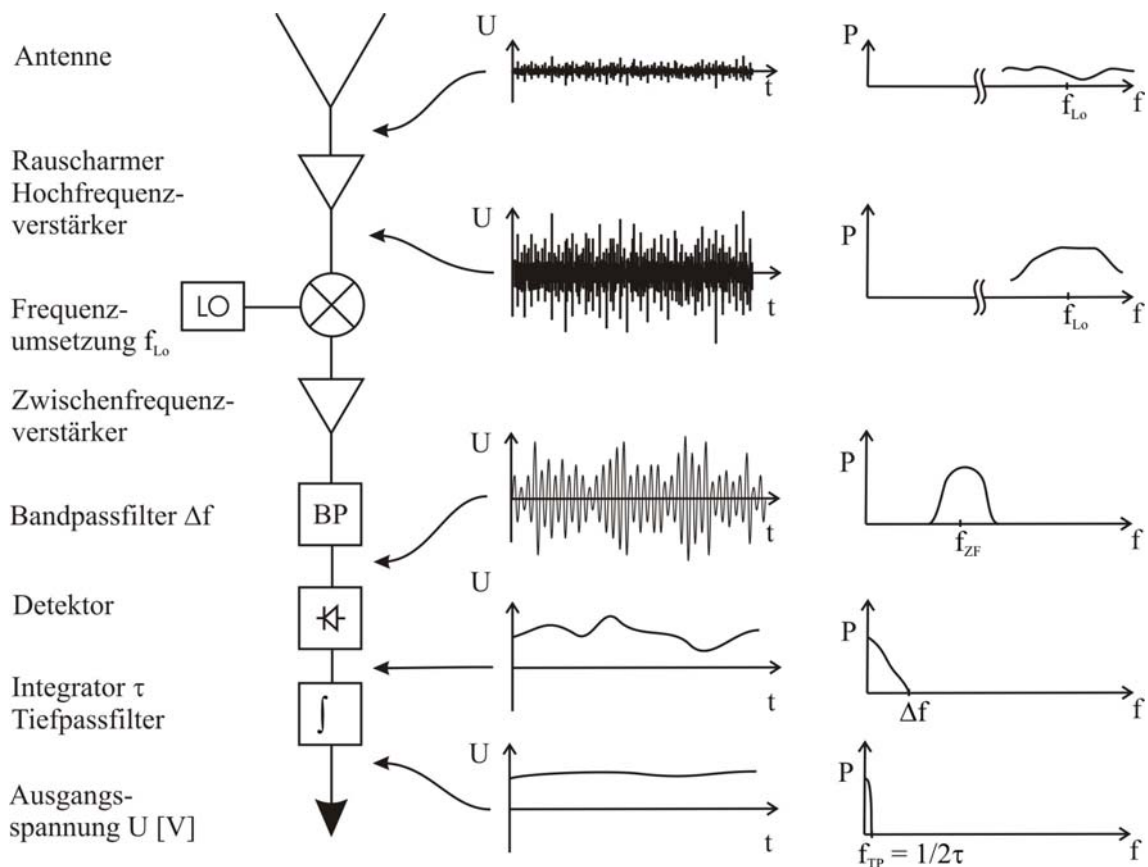 Antenne
U
t
P
f_Lo
f
Rauscharmer
Hochfrequenz-
verstärker
U
t
P
f_Lo
f
LO
Frequenz-
umsetzung f_Lo
Zwischenfrequenz-
verstärker
U
t
P
f_ZF
f
Bandpassfilter Δf
BP
Detektor
U
t
P
Δf
f
Integrator τ
Tiefpassfilter
∫
U
t
P
f_TP = 1/2τ
f
Ausgangs-
spannung U [V]